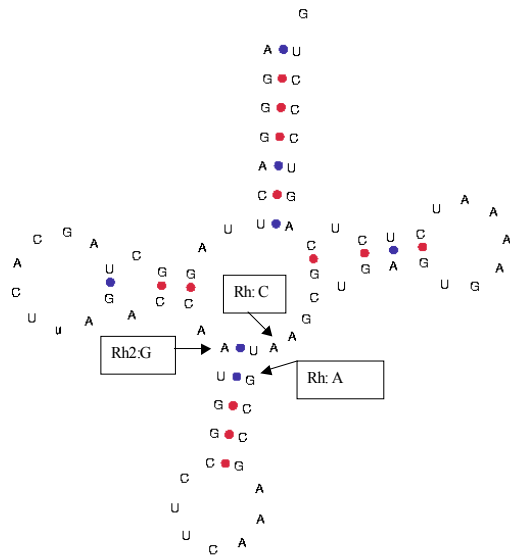 G
A U
G C
G C
G C
A U
C G
U U A
U C U C U A A A
G U
U G A G
C G C G A
A C G A U C G G A
A C U u A G A C C A
Rh: C
Rh2:G
A U A
Rh: A
U G
G C
G C
C G
C U U C A A A